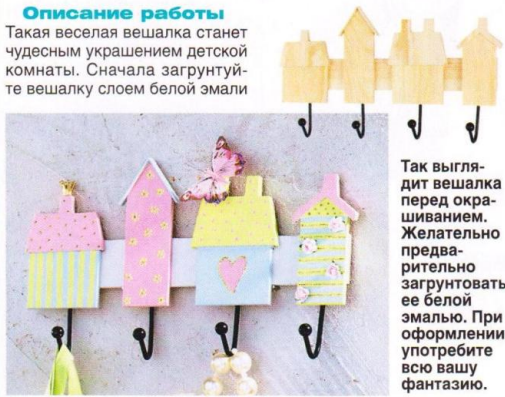 Описание работы
Такая веселая вешалка станет
чудесным украшением детской
комнаты. Сначала загрунтуй-
те вешалку слоем белой эмали
Так выгля-
дит вешалка
перед окра-
шиванием.
Желательно
предва-
рительно
загрунтовать
ее белой
эмалью. При
оформлении
употребите
всю вашу
фантазию.